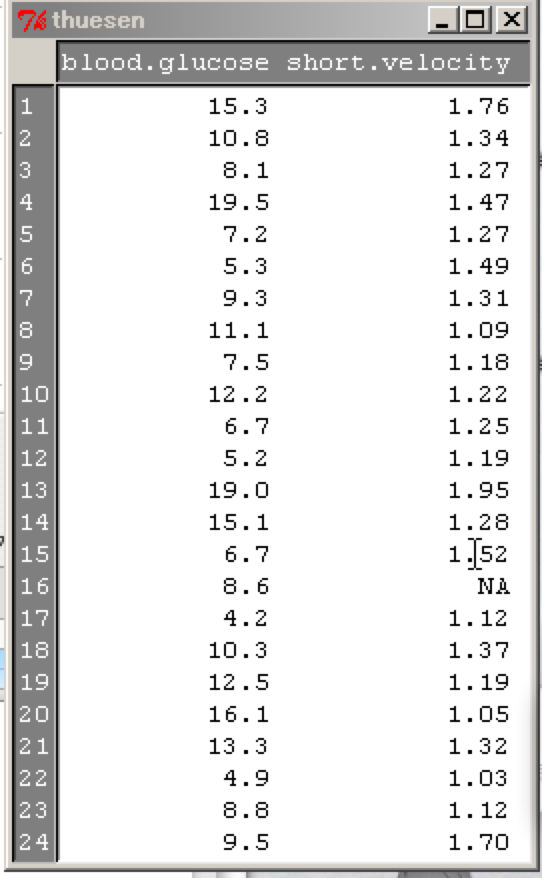 thuesen
blood.glucose short.velocity
1 15.3 1.76
2 10.8 1.34
3 8.1 1.27
4 19.5 1.47
5 7.2 1.27
6 5.3 1.49
7 9.3 1.31
8 11.1 1.09
9 7.5 1.18
10 12.2 1.22
11 6.7 1.25
12 5.2 1.19
13 19.0 1.95
14 15.1 1.28
15 6.7 1.52
16 8.6 NA
17 4.2 1.12
18 10.3 1.37
19 12.5 1.19
20 16.1 1.05
21 13.3 1.32
22 4.9 1.03
23 8.8 1.12
24 9.5 1.70